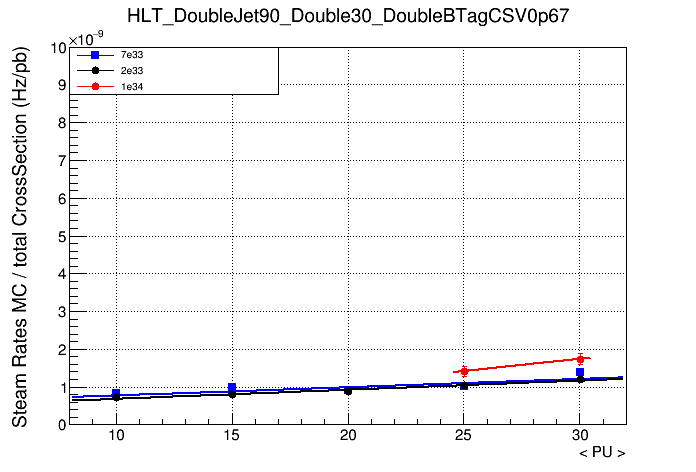 HLT_DoubleJet90_Double30_DoubleBTagCSV0p67
×10⁻⁹
Steam Rates MC / total CrossSection (Hz/pb)
7e33
2e33
1e34
10
9
8
7
6
5
4
3
2
1
0
10 15 20 25 30
< PU >